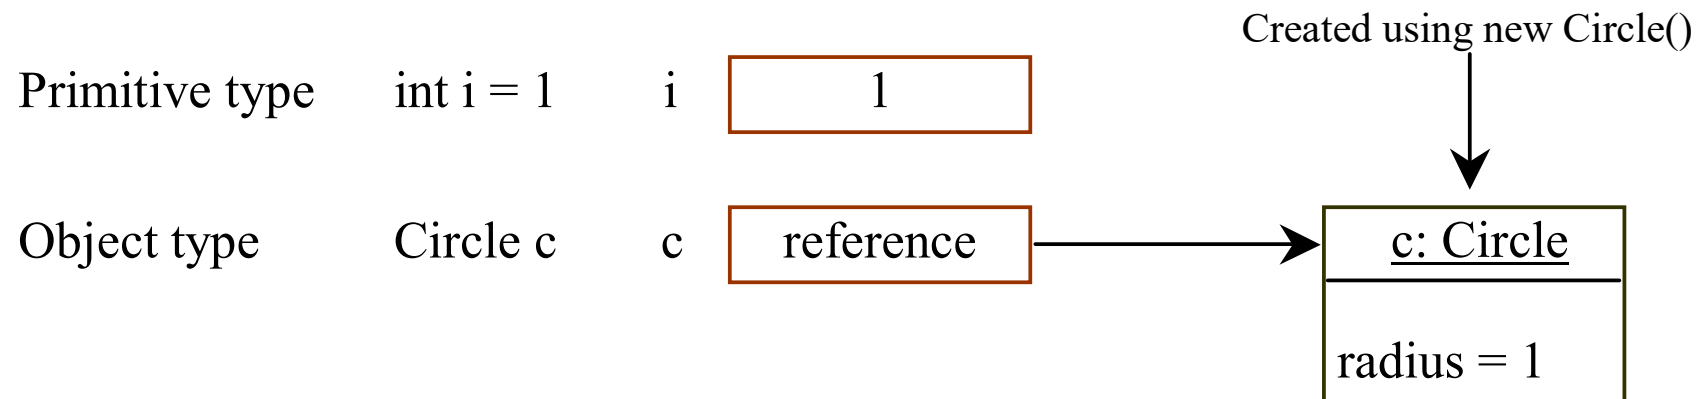 Created using new Circle()
Primitive type int i = 1 i 1
Object type Circle c c reference c: Circle
radius = 1